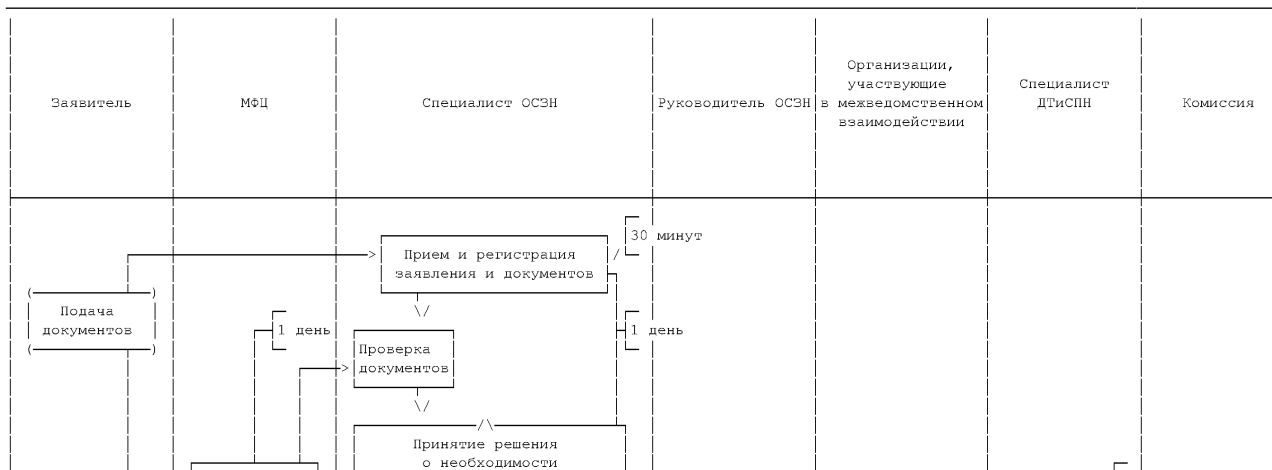 Заявитель
МФЦ
Специалист ОСЗН
Руководитель ОСЗН
Организации,
участвующие
в межведомственном
взаимодействии
Специалист
ДТиСПН
Комиссия
30 минут
Прием и регистрация
заявления и документов
Подача
документов
1 день
1 день
Проверка
документов
Принятие решения
о необходимости